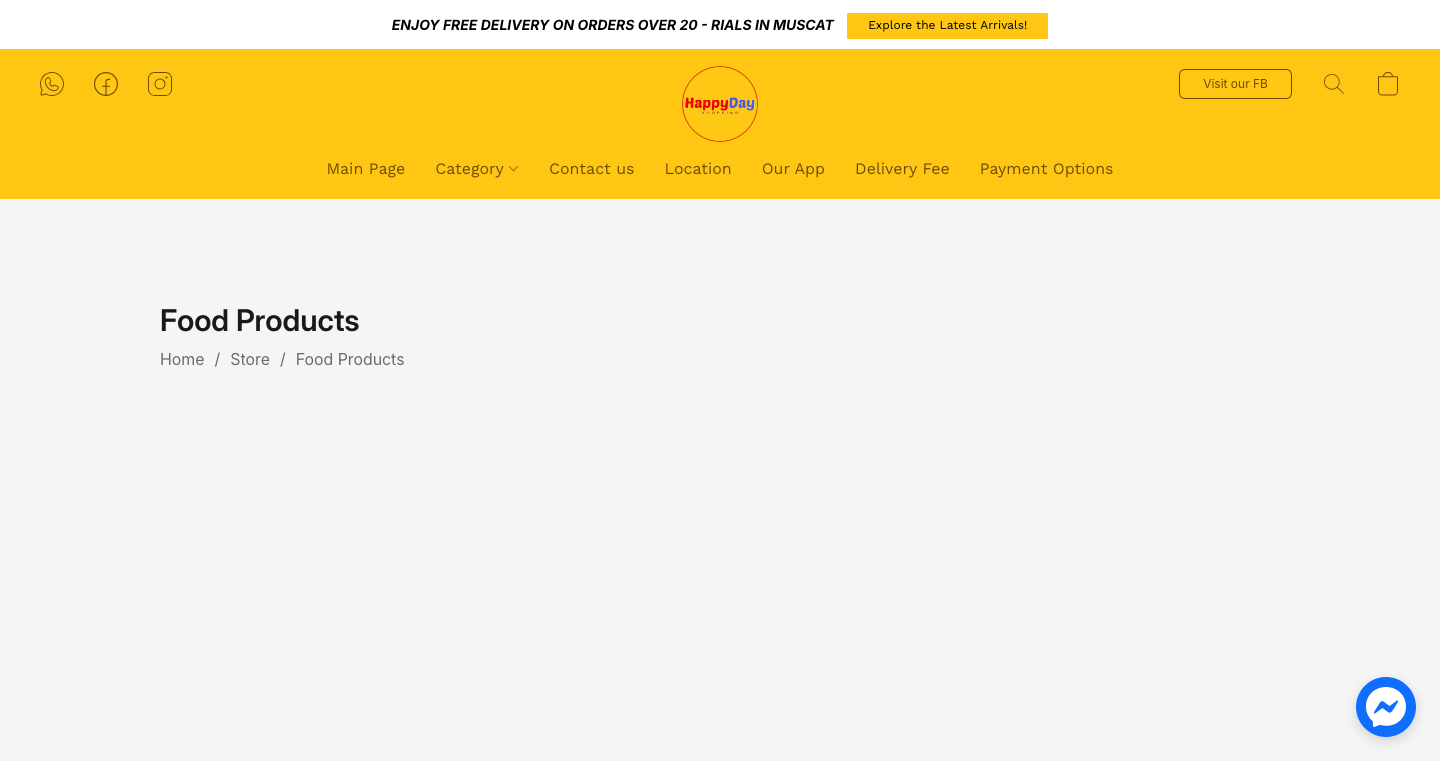 ENJOY FREE DELIVERY ON ORDERS OVER 20 - RIALS IN MUSCAT
Explore the Latest Arrivals!
Visit our FB
HappyDay
SHOPPING
Main Page
Category
Contact us
Location
Our App
Delivery Fee
Payment Options
Food Products
Home / Store / Food Products